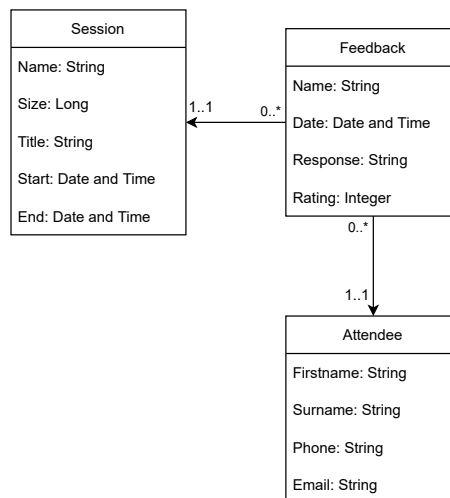 Session
Name: String
Size: Long
Title: String
Start: Date and Time
End: Date and Time
1..1
0..*
Feedback
Name: String
Date: Date and Time
Response: String
Rating: Integer
0..*
1..1
Attendee
Firstname: String
Surname: String
Phone: String
Email: String